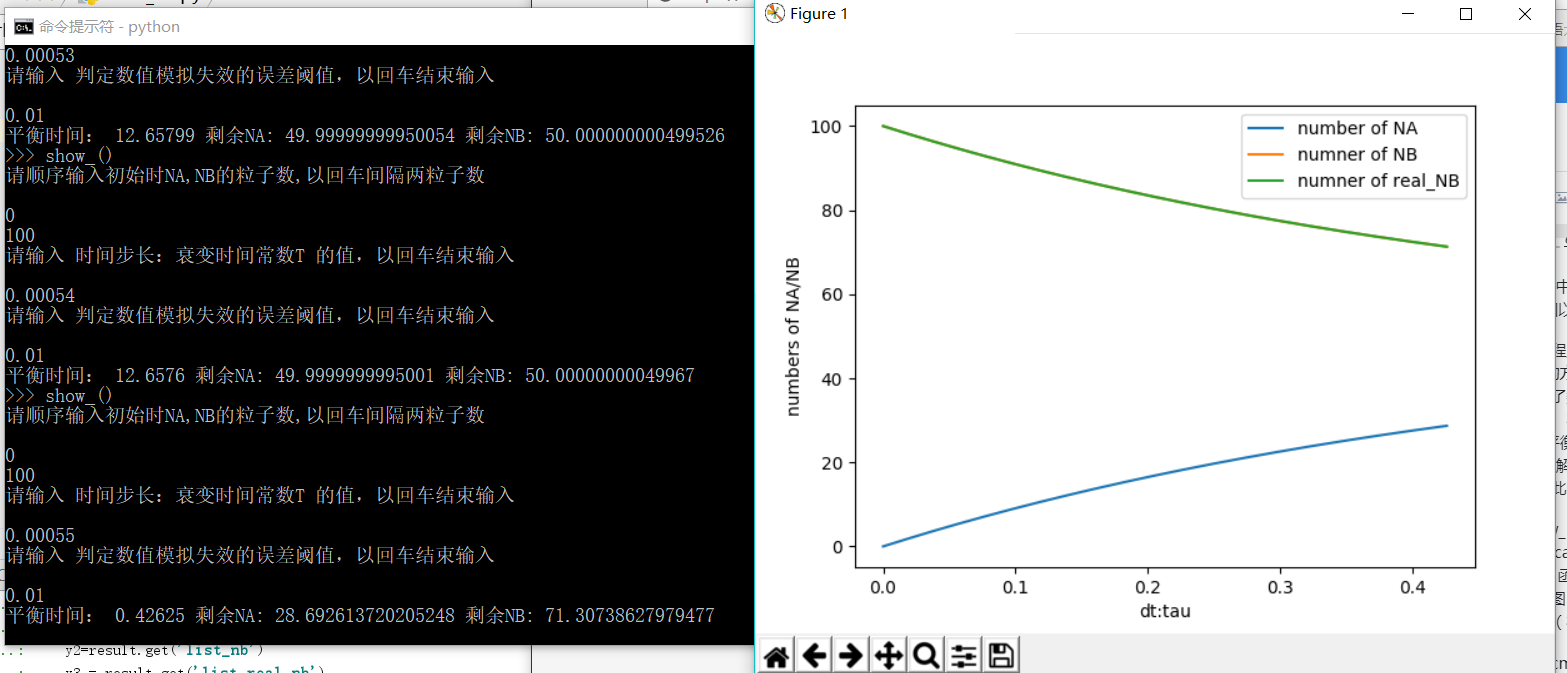 命令提示符 - python
0.00053
请输入 判定数值模拟失效的误差阈值，以回车结束输入
0.01
平衡时间： 12.65799 剩余NA: 49.99999999950054 剩余NB: 50.000000000499526
>>> show_()
请顺序输入初始时NA,NB的粒子数,以回车间隔两粒子数
0
100
请输入 时间步长：衰变时间常数T 的值，以回车结束输入
0.00054
请输入 判定数值模拟失效的误差阈值，以回车结束输入
0.01
平衡时间： 12.6576 剩余NA: 49.9999999995001 剩余NB: 50.00000000049967
>>> show_()
请顺序输入初始时NA,NB的粒子数,以回车间隔两粒子数
0
100
请输入 时间步长：衰变时间常数T 的值，以回车结束输入
0.00055
请输入 判定数值模拟失效的误差阈值，以回车结束输入
0.01
平衡时间： 0.42625 剩余NA: 28.692613720205248 剩余NB: 71.30738627979477
y2=result.get('list_nb')
y3 = result.get('list_real_nb')
Figure 1
number of NA
numner of NB
numner of real_NB
numbers of NA/NB
100
80
60
40
20
0
0.0 0.1 0.2 0.3 0.4
dt:tau